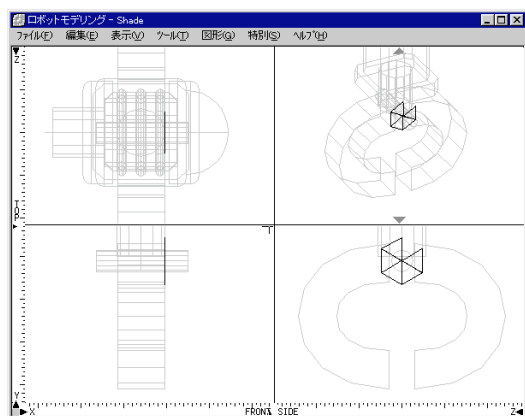 ロボットモデリング - Shade
ファイル(F) 編集(E) 表示(V) ツール(T) 図形(G) 特別(S) ヘルプ(H)
Z
TOP
Y
X FRONT SIDE Z